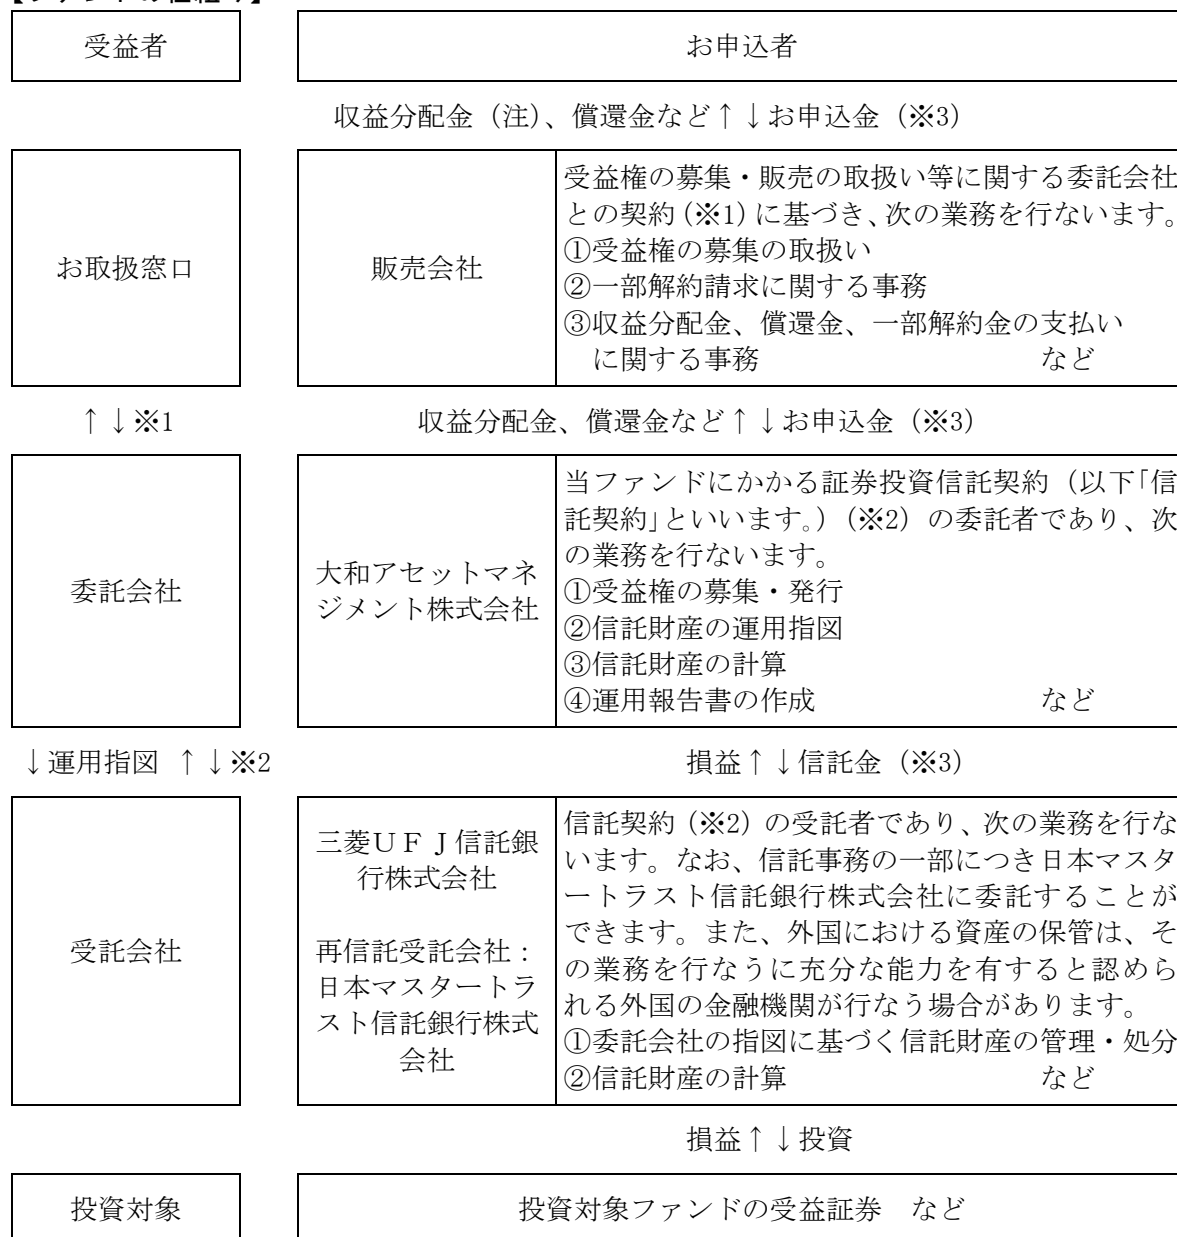 受益者
お申込者
収益分配金（注）、償還金など↑↓お申込金（※3）
お取扱窓口
販売会社
受益権の募集・販売の取扱い等に関する委託会社
との契約（※1）に基づき、次の業務を行ないます。
①受益権の募集の取扱い
②一部解約請求に関する事務
③収益分配金、償還金、一部解約金の支払い
に関する事務　など
↑↓※1
収益分配金、償還金など↑↓お申込金（※3）
委託会社
大和アセットマネ
ジメント株式会社
当ファンドにかかる証券投資信託契約（以下「信
託契約」といいます。）（※2）の委託者であり、次
の業務を行ないます。
①受益権の募集・発行
②信託財産の運用指図
③信託財産の計算
④運用報告書の作成　など
↓運用指図 ↑↓※2
損益↑↓信託金（※3）
受託会社
三菱ＵＦＪ信託銀
行株式会社
再信託受託会社：
日本マスタートラ
スト信託銀行株式
会社
信託契約（※2）の受託者であり、次の業務を行な
います。なお、信託事務の一部につき日本マスタ
ートラスト信託銀行株式会社に委託することが
できます。また、外国における資産の保管は、そ
の業務を行なうに充分な能力を有すると認めら
れる外国の金融機関が行なう場合があります。
①委託会社の指図に基づく信託財産の管理・処分
②信託財産の計算　など
損益↑↓投資
投資対象
投資対象ファンドの受益証券　など